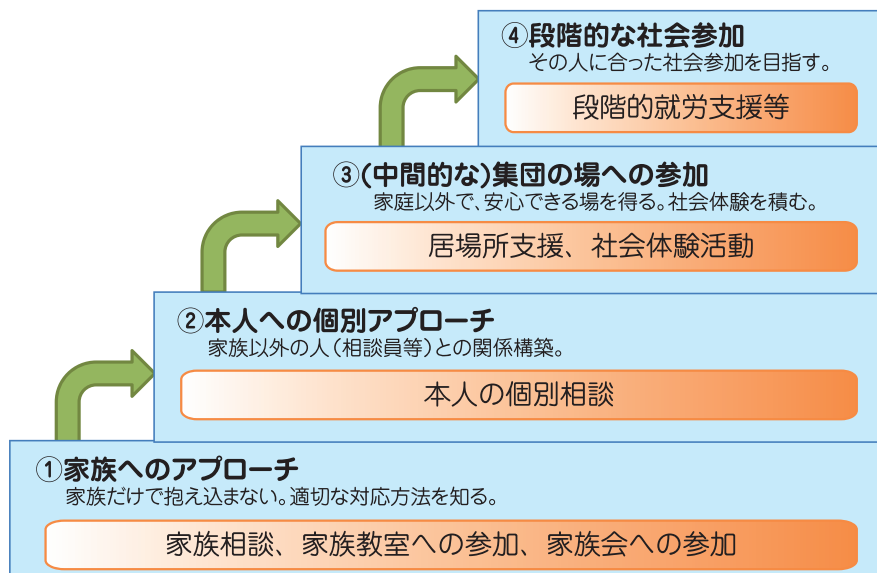 ④段階的な社会参加
その人に合った社会参加を目指す。
段階的就労支援等
③(中間的な)集団の場への参加
家庭以外で、安心できる場を得る。社会体験を積む。
居場所支援、社会体験活動
②本人への個別アプローチ
家族以外の人(相談員等)との関係構築。
本人の個別相談
①家族へのアプローチ
家族だけで抱え込まない。適切な対応方法を知る。
家族相談、家族教室への参加、家族会への参加